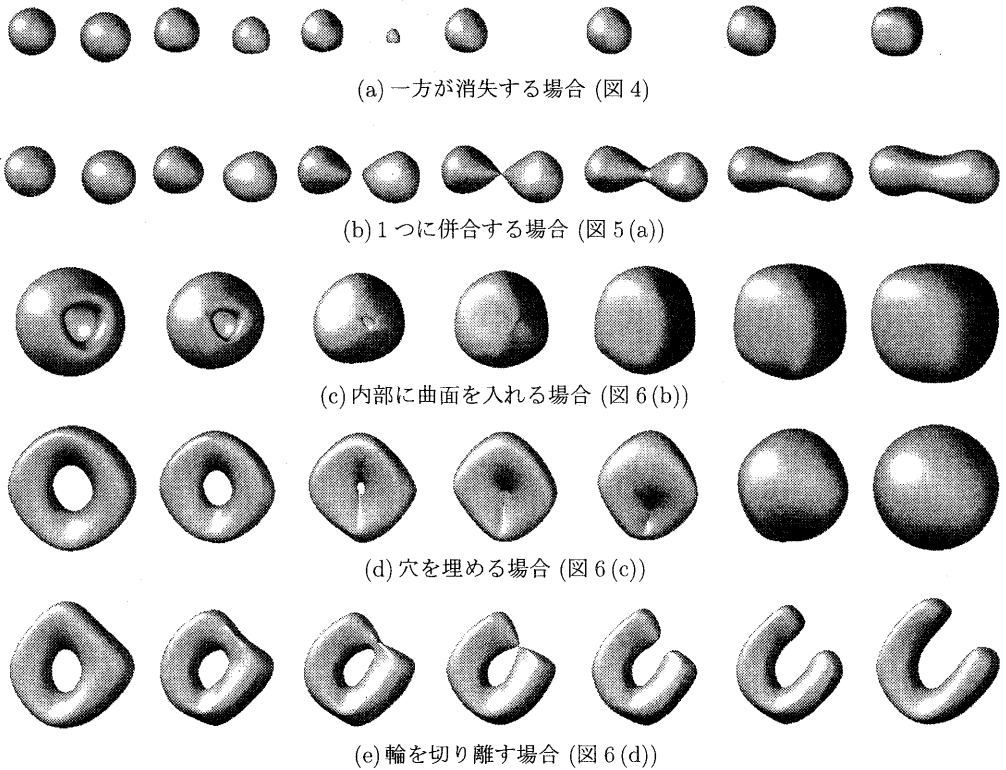 (a) 一方が消失する場合 (図 4)
(b) 1 つに併合する場合 (図 5 (a))
(c) 内部に曲面を入れる場合 (図 6 (b))
(d) 穴を埋める場合 (図 6 (c))
(e) 輪を切り離す場合 (図 6 (d))